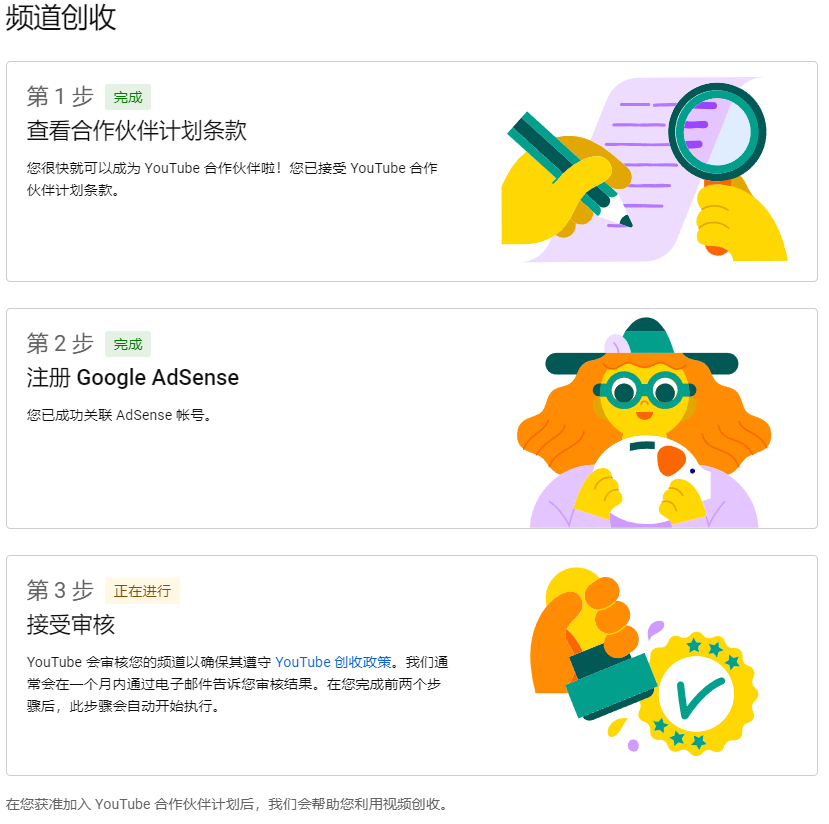 频道创收
第 1 步 完成
查看合作伙伴计划条款
您很快就可以成为 YouTube 合作伙伴啦！您已接受 YouTube 合作
伙伴计划条款。
第 2 步 完成
注册 Google AdSense
您已成功关联 AdSense 帐号。
第 3 步 正在进行
接受审核
YouTube 会审核您的频道以确保其遵守 YouTube 创收政策。我们通
常会在一个月内通过电子邮件告诉您审核结果。在您完成前两个步
骤后，此步骤会自动开始执行。
在您获准加入 YouTube 合作伙伴计划后，我们会帮助您利用视频创收。